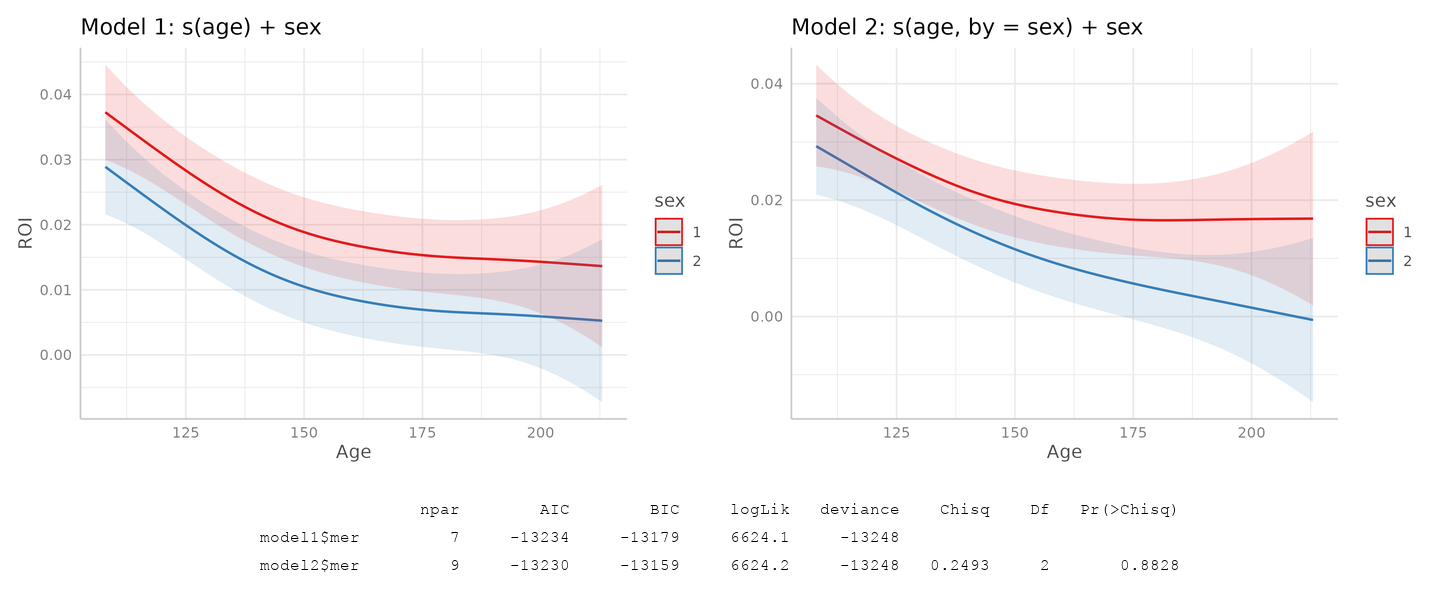 Model 1: s(age) + sex
0.04
0.03
0.02
0.01
0.00
ROI
125 150 175 200
Age
sex
1
2
Model 2: s(age, by = sex) + sex
0.04
0.02
0.00
ROI
125 150 175 200
Age
sex
1
2
npar AIC BIC logLik deviance Chisq Df Pr(>Chisq)
model1$mer 7 -13234 -13179 6624.1 -13248
model2$mer 9 -13230 -13159 6624.2 -13248 0.2493 2 0.8828